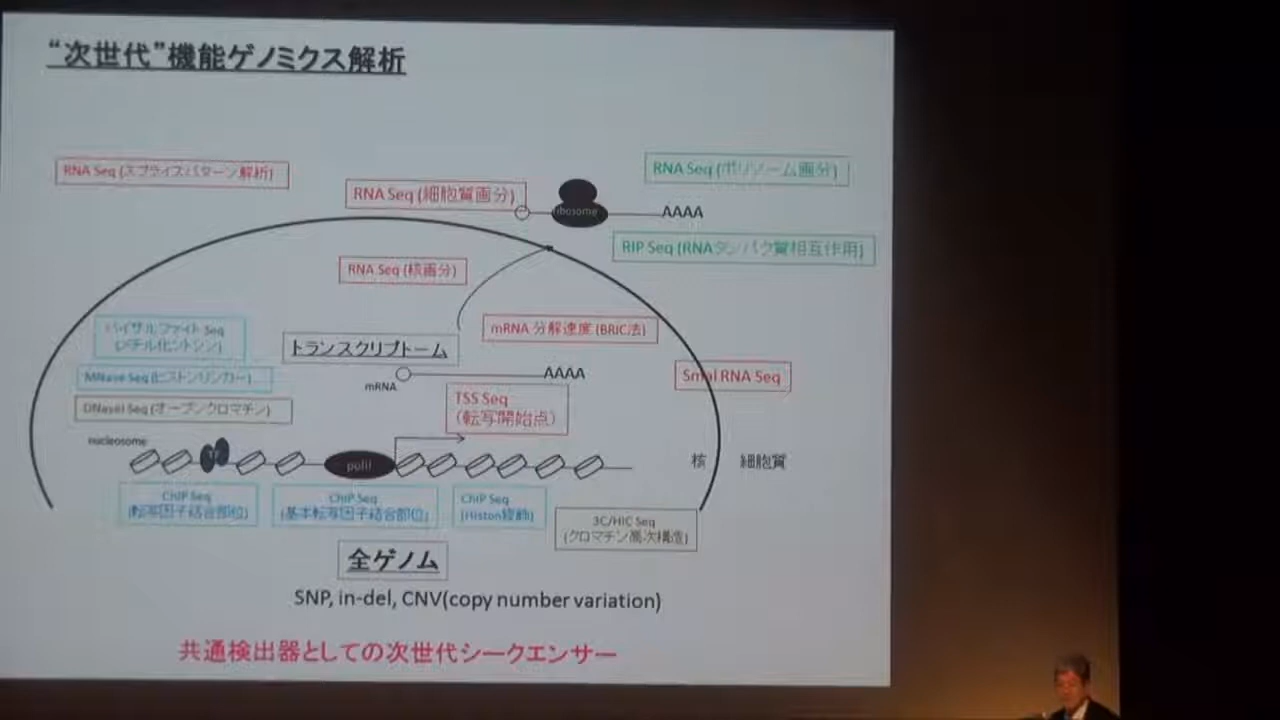 “次世代”機能ゲノミクス解析
RNA Seq (スプライスパターン解析)
RNA Seq (細胞質画分)
RNA Seq (ポリソーム画分)
ribosome
AAAA
RIP Seq (RNAタンパク質相互作用)
RNA Seq (核画分)
バイサルファイト Seq
mRNA 分解速度 (BRIC法)
トランスクリプトーム
MNase Seq (ヒストンリンカー)
mRNA
AAAA
Smal RNA Seq
DNaseI Seq (オープンクロマチン)
TSS Seq
(転写開始点)
nucleosome
polII
核
細胞質
ChIP Seq
(転写因子結合部位)
ChIP Seq
(基本転写因子結合部位)
ChIP Seq
(Histon修飾)
3C/HIC Seq
(クロマチン高次構造)
全ゲノム
SNP, in-del, CNV(copy number variation)
共通検出器としての次世代シークエンサー